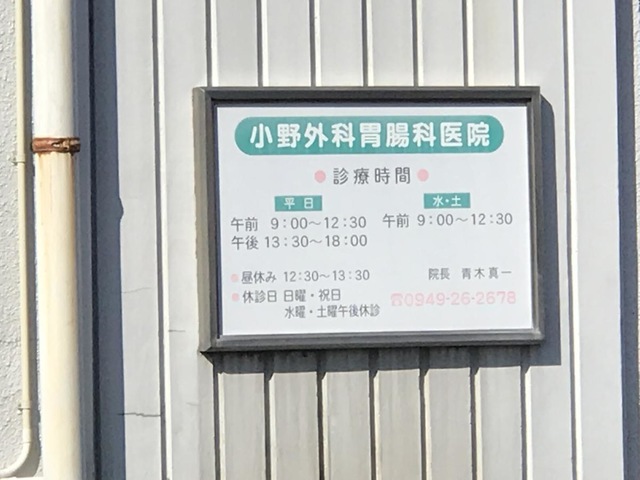 小野外科胃腸科医院
●診療時間●
平日
午前 9:00〜12:30
午後 13:30〜18:00
水・土
午前 9:00〜12:30
●昼休み 12:30〜13:30
●休診日 日曜・祝日
水曜・土曜午後休診
院長 青木真一
☎0949-26-2678